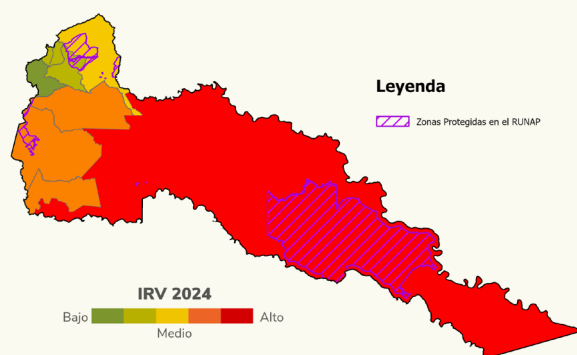 Leyenda
Zonas Protegidas en el RUNAP
IRV 2024
Bajo
Alto
Medio